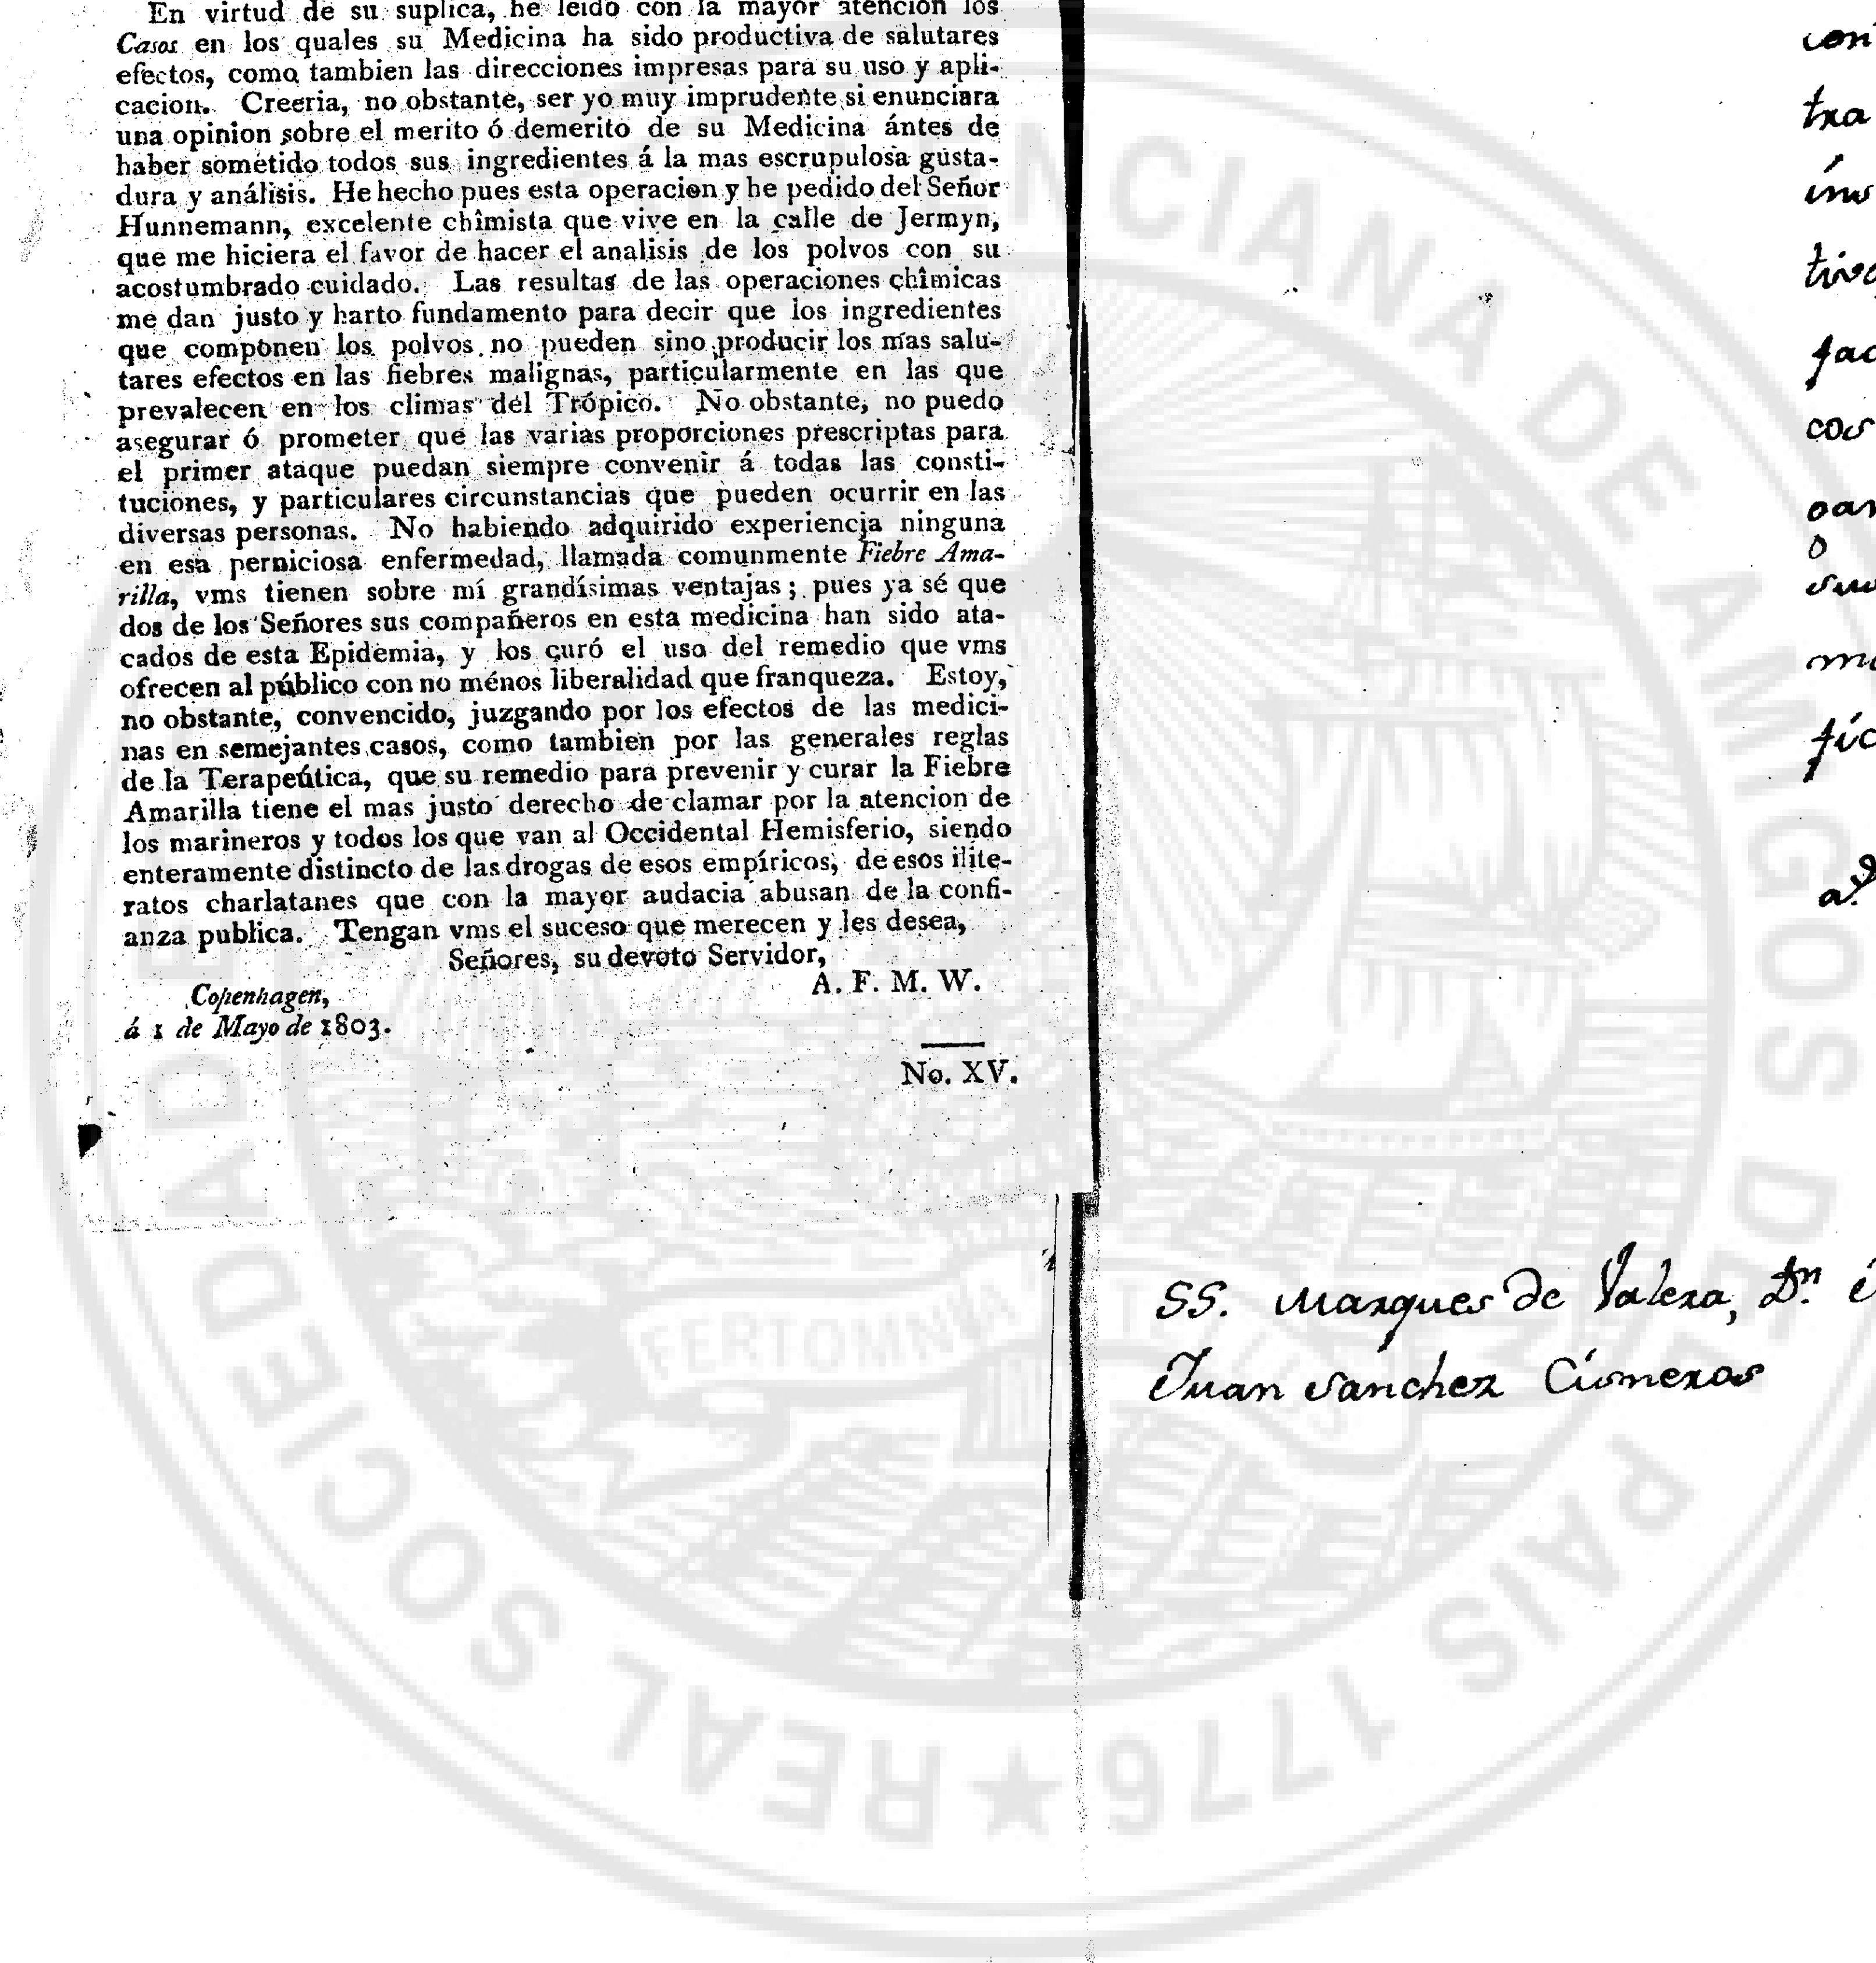 En virtud de su suplica, he leido con la mayor atencion los
Casos en los quales su Medicina ha sido productiva de salutares
efectos, como tambien las direcciones impresas para su uso y apli-
cacion. Creeria, no obstante, ser yo muy imprudente si enunciara
una opinion sobre el merito ó demerito de su Medicina ántes de
haber sometido todos sus ingredientes á la mas escrupulosa gusta-
dura y análisis. He hecho pues esta operacion y he pedido del Señor
Hunnemann, excelente chîmista que vive en la calle de Jermyn,
que me hiciera el favor de hacer el analisis de los polvos con su
acostumbrado cuidado. Las resultas de las operaciones chîmicas
me dan justo y harto fundamento para decir que los ingredientes
que componen los polvos no pueden sino producir los mas salu-
tares efectos en las fiebres malignas, particularmente en las que
prevalecen en los climas del Trópico. No obstante, no puedo
asegurar ó prometer que las varias proporciones prescriptas para
el primer ataque puedan siempre convenir á todas las consti-
tuciones, y particulares circunstancias que pueden ocurrir en las
diversas personas. No habiendo adquirido experiencia ninguna
en esa perniciosa enfermedad, llamada comunmente Fiebre Ama-
rilla, vms tienen sobre mí grandísimas ventajas; pues ya sé que
dos de los Señores sus compañeros en esta medicina han sido ata-
cados de esta Epidemia, y los curó el uso del remedio que vms
ofrecen al público con no ménos liberalidad que franqueza. Estoy,
no obstante, convencido, juzgando por los efectos de las medici-
nas en semejantes casos, como tambien por las generales reglas
de la Terapeútica, que su remedio para prevenir y curar la Fiebre
Amarilla tiene el mas justo derecho de clamar por la atencion de
los marineros y todos los que van al Occidental Hemisferio, siendo
enteramente distincto de las drogas de esos empíricos, de esos ilite-
ratos charlatanes que con la mayor audacia abusan de la confi-
anza publica. Tengan vms el suceso que merecen y les desea,
Señores, su devoto Servidor,
A. F. M. W.
Copenhagen,
á 1 de Mayo de 1803.
No. XV.
con
tra
ins
fac
cos
fic
SS. Marques de Valera, Dn.
Juan Sanchez Cisneros
REAL SOCIEDAD
ENCIANA DE AMIGOS DEL PAIS 1776
FERT OMNIA